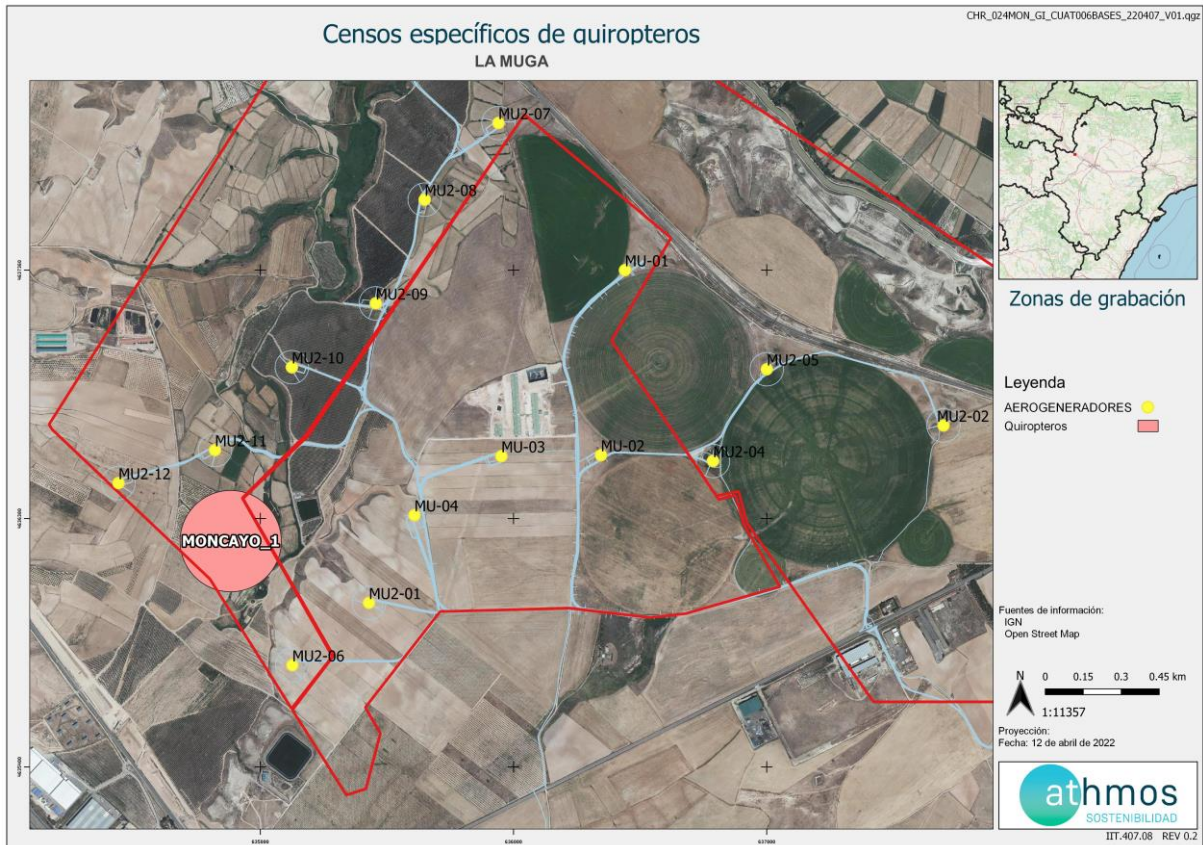 CHR_024MON_GI_CUAT006BASES_220407_V01.qgz
Censos específicos de quiropteros
LA MUGA
MU2-07
MU2-08
MU-01
MU2-09
MU2-10
MU2-05
MU2-02
MU2-11
MU-03
MU-02
MU2-04
MU2-12
MU-04
MONCAYO_1
MU2-01
MU2-06
635000
636000
637000
Zonas de grabación
Leyenda
AEROGENERADORES
Quiropteros
Fuentes de información:
IGN
Open Street Map
N
0 0.15 0.3 0.45 km
1:11357
Proyección:
Fecha: 12 de abril de 2022
athmos
SOSTENIBILIDAD
IIT.407.08 REV 0.2